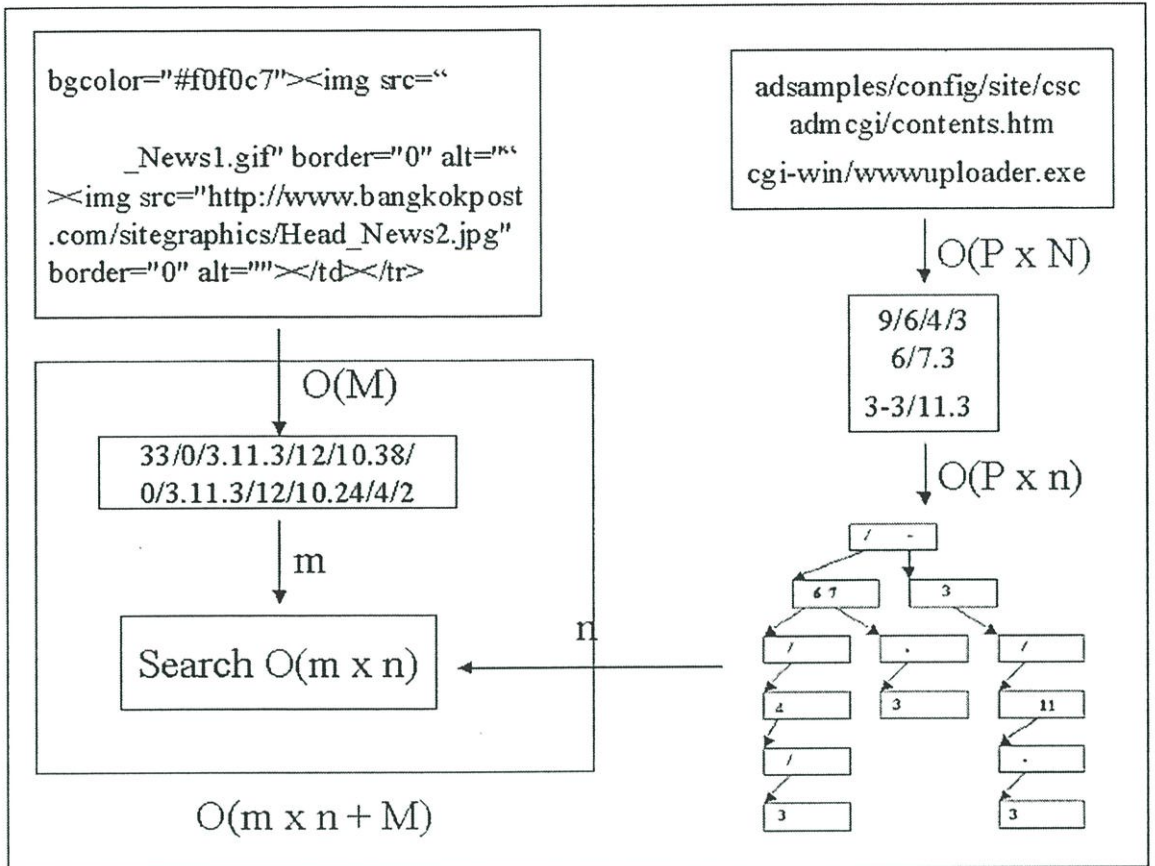 bgcolor="#f0f0c7"><img src=“
_News1.gif" border="0" alt="“
><img src="http://www.bangkokpost
.com/sitegraphics/Head_News2.jpg"
border="0" alt=""></td></tr>
O(M)
33/0/3.11.3/12/10.38/
0/3.11.3/12/10.24/4/2
m
Search O(m x n)
O(m x n + M)
n
adsamples/config/site/csc
admcgi/contents.htm
cgi-win/wwwuploader.exe
O(P x N)
9/6/4/3
6/7.3
3-3/11.3
O(P x n)
/ -
6 7 3
/ . /
4 3 11
/ .
3 3